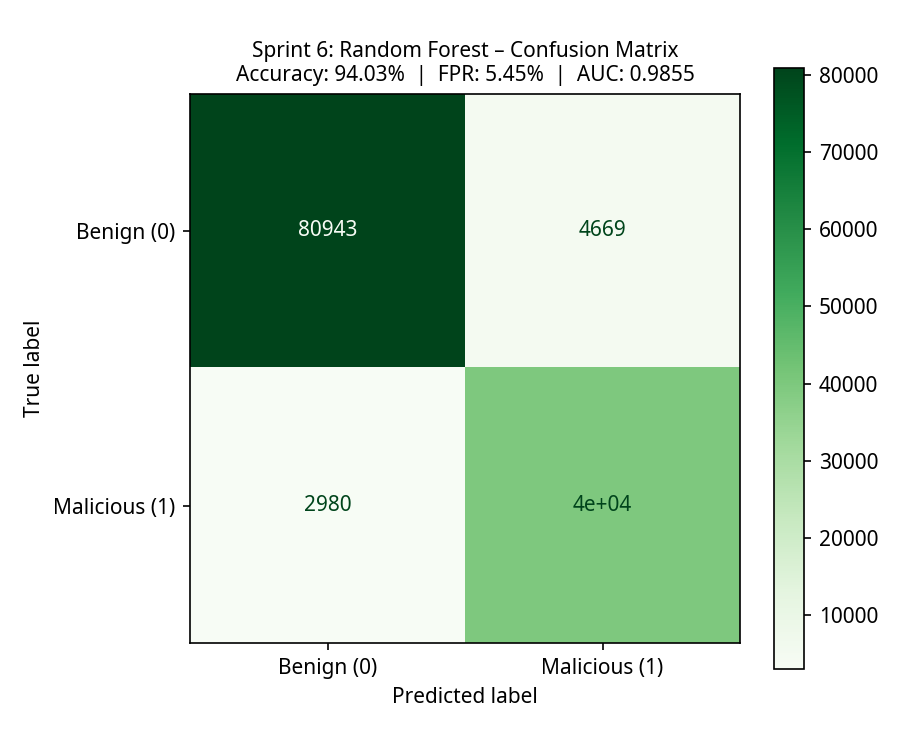 Sprint 6: Random Forest – Confusion Matrix
Accuracy: 94.03%  |  FPR: 5.45%  |  AUC: 0.9855
True label
Benign (0)
80943
4669
Malicious (1)
2980
4e+04
Benign (0)
Malicious (1)
Predicted label
80000
70000
60000
50000
40000
30000
20000
10000